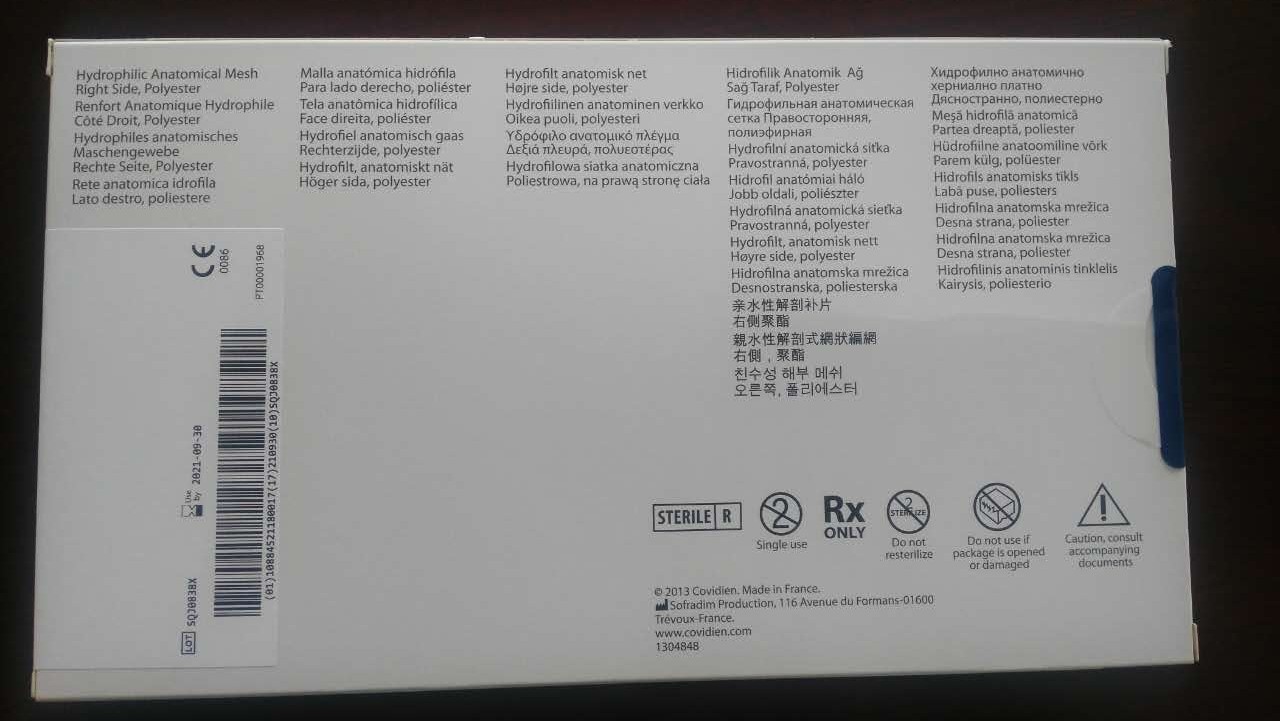 Hydrophilic Anatomical Mesh
Right Side, Polyester
Renfort Anatomique Hydrophile
Côté Droit, Polyester
Hydrophiles anatomisches
Maschengewebe
Rechte Seite, Polyester
Rete anatomica idrofila
Lato destro, poliestere
Malla anatómica hidrófila
Para lado derecho, poliéster
Tela anatômica hidrofílica
Face direita, poliéster
Hydrofiel anatomisch gaas
Rechterzijde, polyester
Hydrofilt, anatomiskt nät
Höger sida, polyester
Hydrofilt anatomisk net
Højre side, polyester
Hydrofiilinen anatominen verkko
Oikea puoli, polyesteri
Υδρόφιλο ανατομικό πλέγμα
Δεξιά πλευρά, πολυεστέρας
Hydrofilowa siatka anatomiczna
Poliestrowa, na prawą stronę ciała
Hidrofilik Anatomik Ağ
Sağ Taraf, Polyester
Гидрофильная анатомическая
сетка Правосторонняя,
полиэфирная
Hydrofilní anatomická síťka
Pravostranná, polyester
Hidrofil anatómiai háló
Jobb oldali, poliészter
Hydrofilná anatomická sieťka
Pravostranná, polyester
Hydrofilt, anatomisk nett
Høyre side, polyester
Hidrofilna anatomska mrežica
Desnostranska, poliesterska
亲水性解剖补片
右侧聚酯
親水性解剖式網狀編網
右側，聚酯
친수성 해부 메쉬
오른쪽, 폴리에스터
Хидрофилно анатомично
херниално платно
Дясностранно, полиестерно
Meşă hidrofilă anatomică
Partea dreaptă, poliester
Hüdrofiilne anatoomiline võrk
Parem külg, polüester
Hidrofils anatomisks tīkls
Labā puse, poliesters
Hidrofilna anatomska mrežica
Desna strana, poliester
Hidrofilna anatomska mrežica
Desna strana, poliester
Hidrofilinis anatominis tinklelis
Kairysis, poliesterio
CE
0086
PT00001968
Use
by 2021-09-30
LOT SQJ0838X
(01)10884521180017(17)210930(10)SQJ0838X
STERILE R
2
Single use
Rx
ONLY
2
STERILIZE
Do not
resterilize
Do not use if
package is opened
or damaged
!
Caution, consult
accompanying
documents
© 2013 Covidien. Made in France.
Sofradim Production, 116 Avenue du Formans-01600
Trévoux-France.
www.covidien.com
1304848